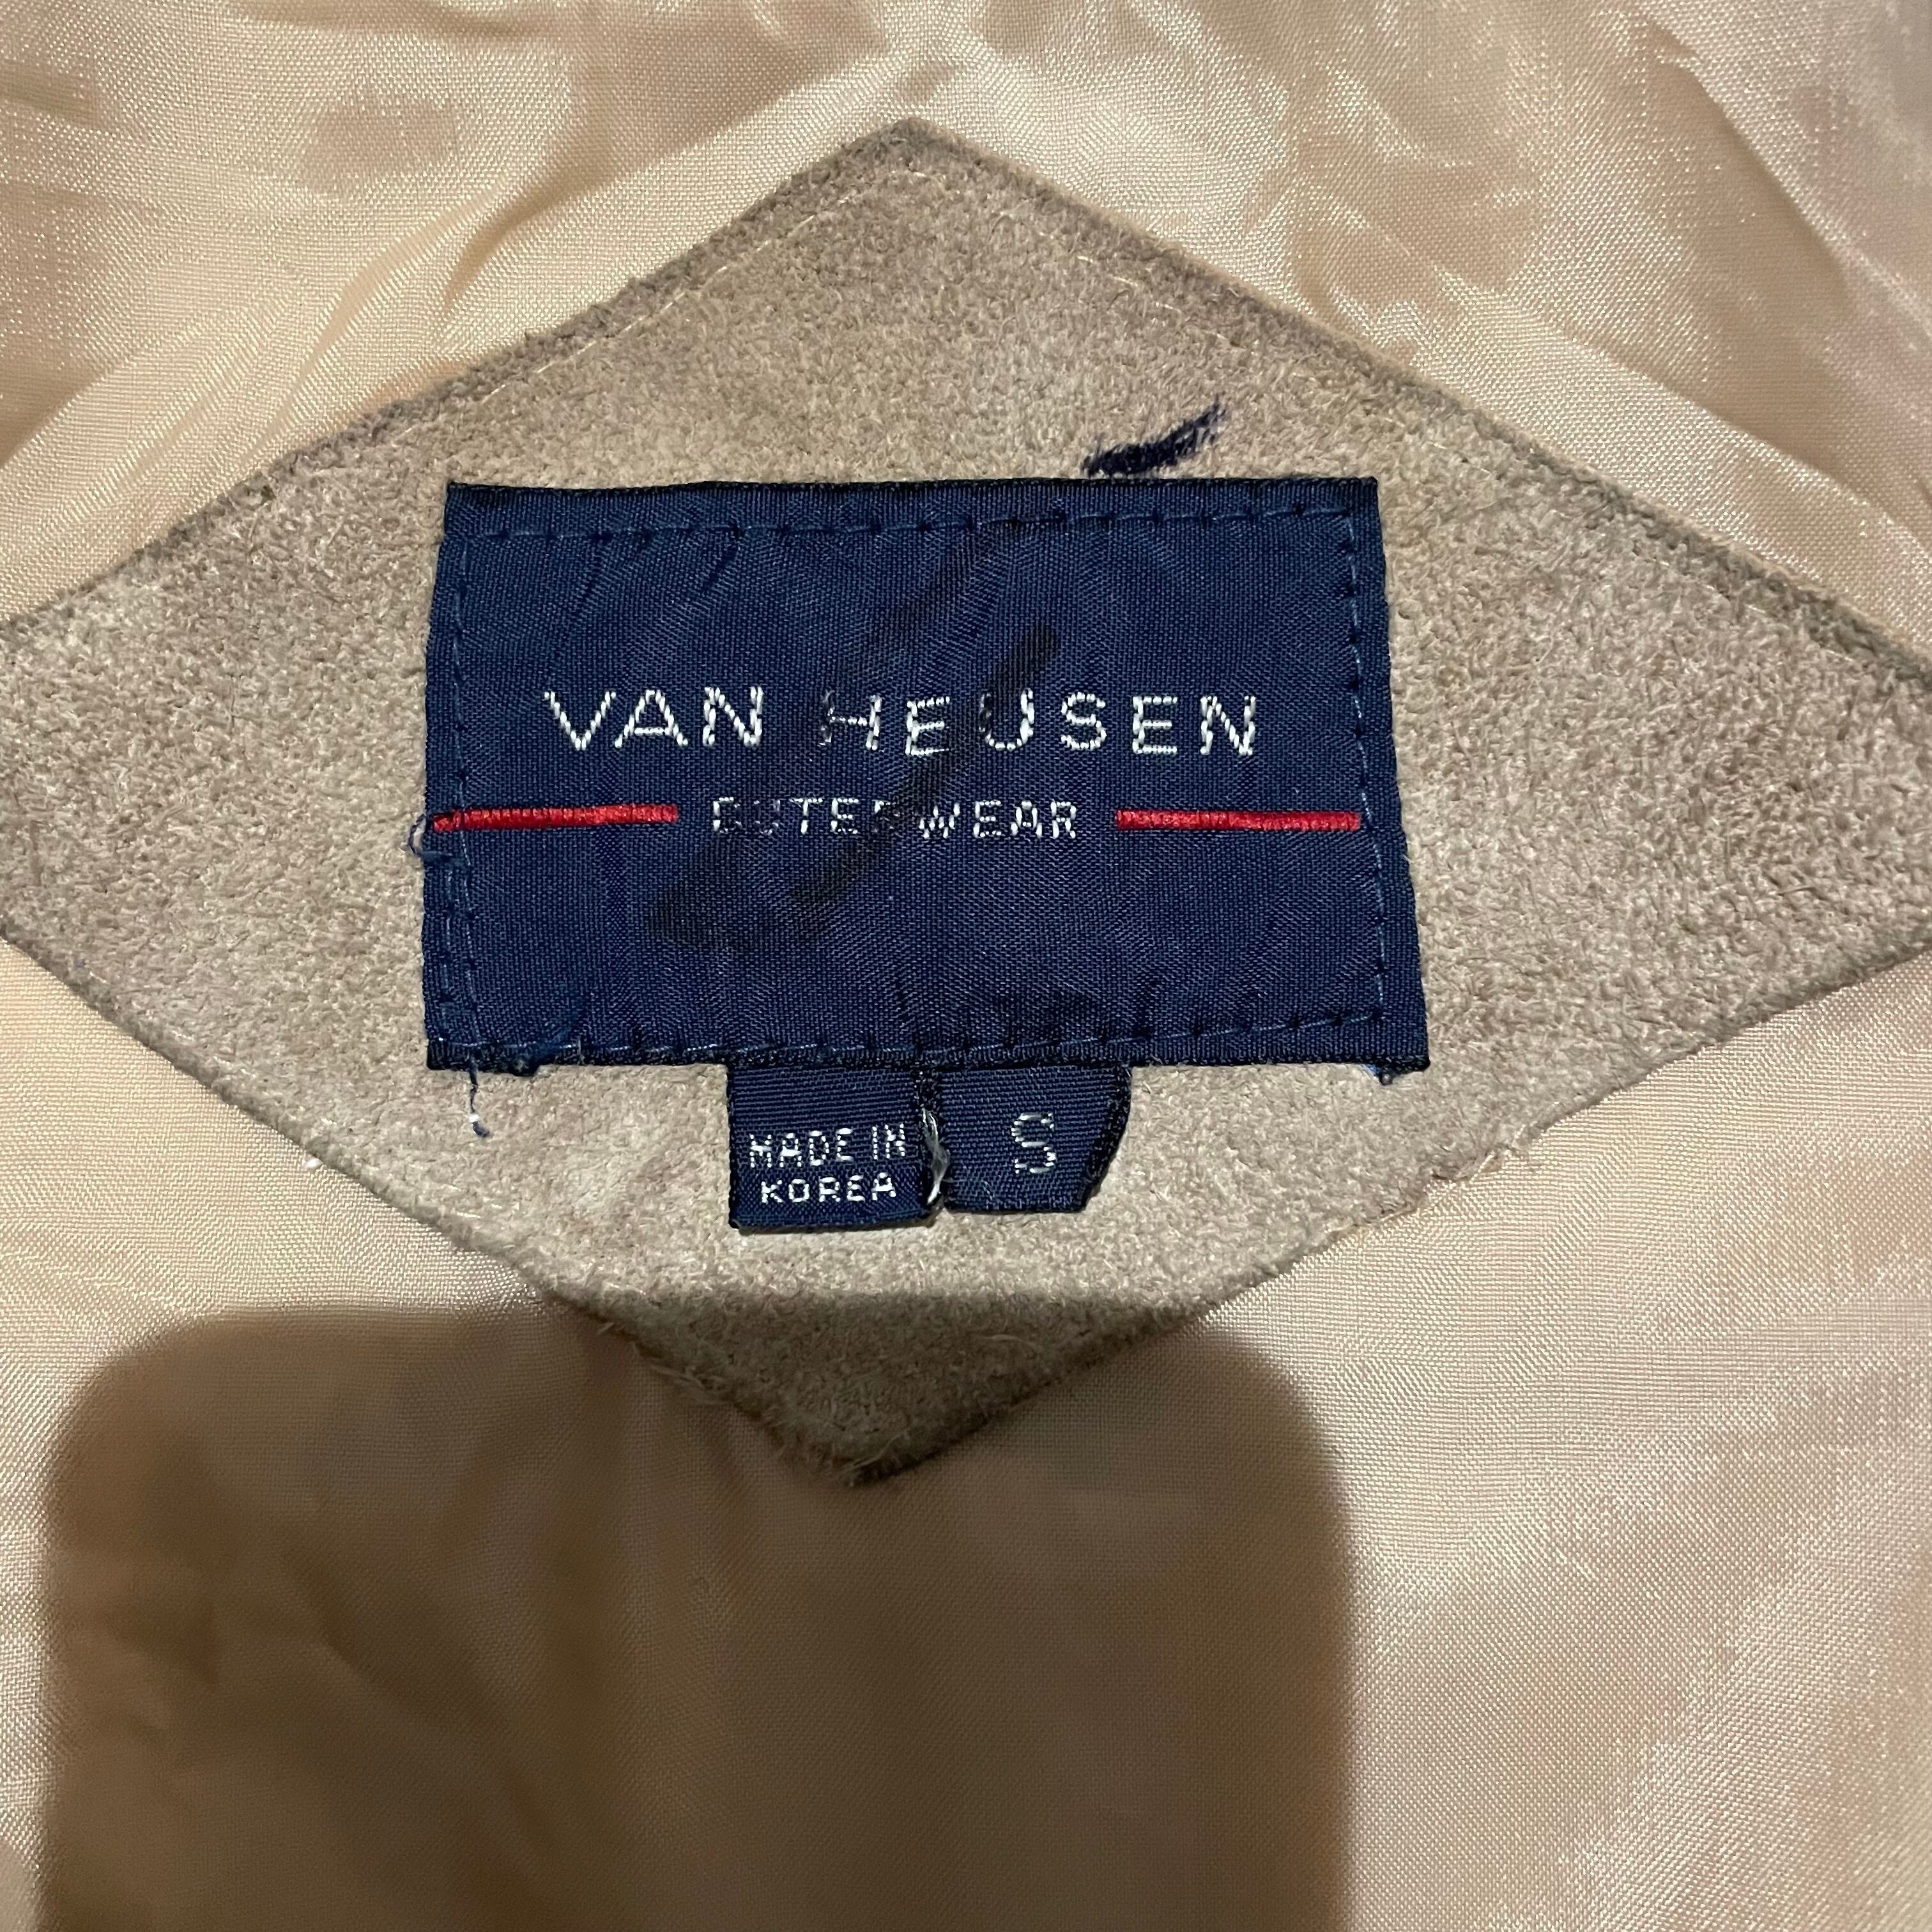 VAN HEUSEN
OUTERWEAR
MADE IN
KOREA
S